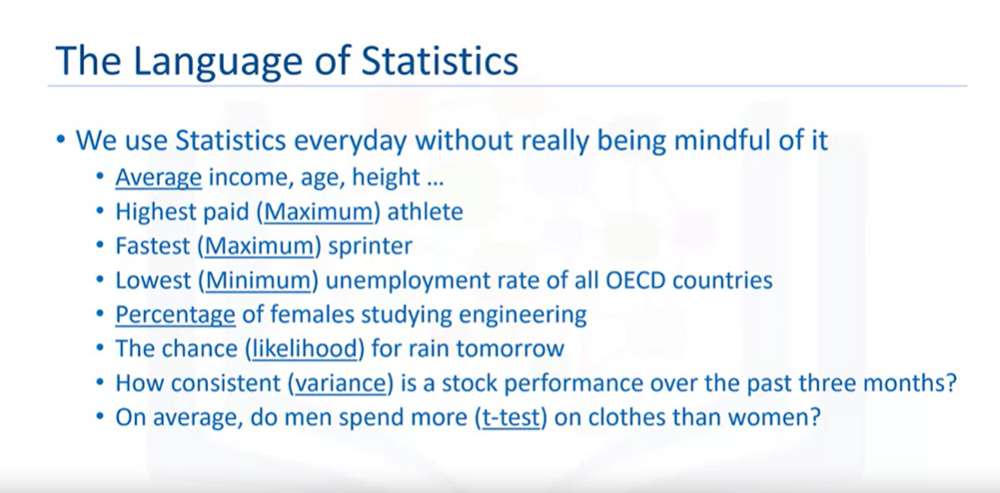 The Language of Statistics
• We use Statistics everyday without really being mindful of it
• Average income, age, height ...
• Highest paid (Maximum) athlete
• Fastest (Maximum) sprinter
• Lowest (Minimum) unemployment rate of all OECD countries
• Percentage of females studying engineering
• The chance (likelihood) for rain tomorrow
• How consistent (variance) is a stock performance over the past three months?
• On average, do men spend more (t-test) on clothes than women?